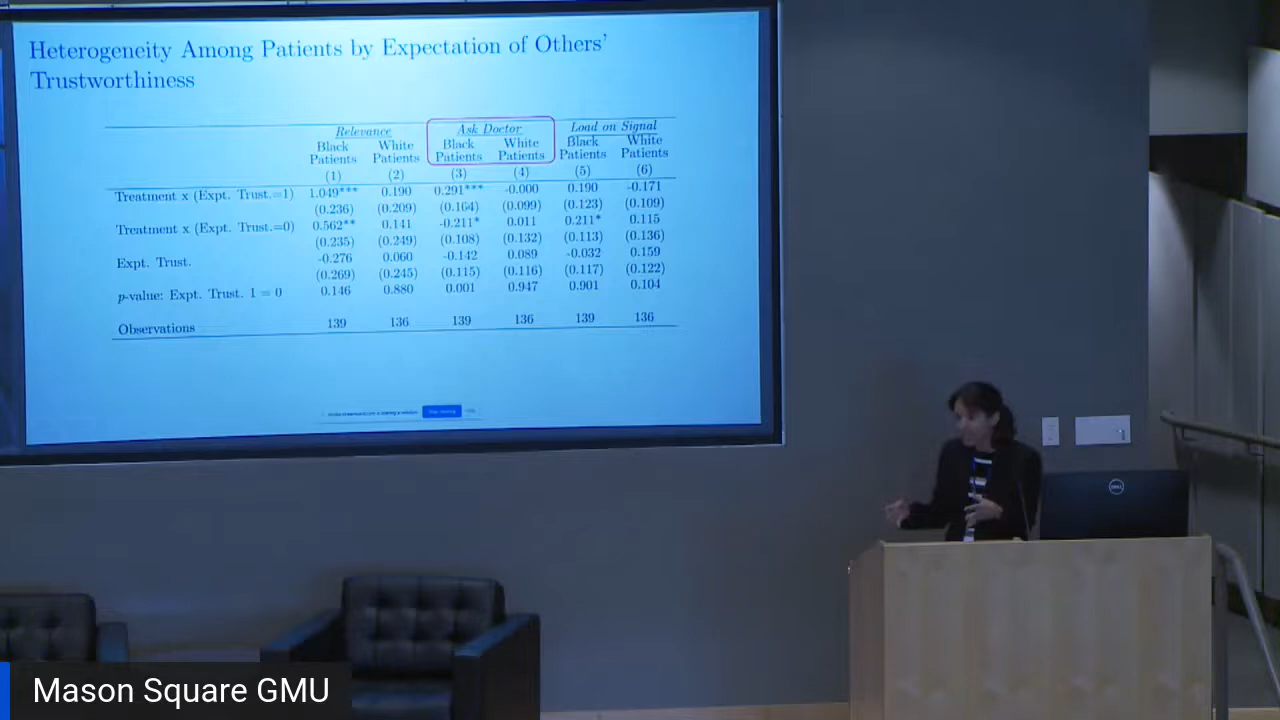 Heterogeneity Among Patients by Expectation of Others'
Trustworthiness
Relevance Ask Doctor Load on Signal
Black White Black White Black White
Patients Patients Patients Patients Patients Patients
(1) (2) (3) (4) (5) (6)
Treatment x (Expt. Trust.=1) 1.049*** 0.190 0.291*** -0.000 0.190 -0.171
(0.236) (0.209) (0.104) (0.099) (0.123) (0.109)
Treatment x (Expt. Trust.=0) 0.562** 0.141 -0.211* 0.011 0.211* 0.115
(0.235) (0.249) (0.108) (0.132) (0.113) (0.136)
Expt. Trust. -0.276 0.060 -0.142 0.089 -0.032 0.159
(0.269) (0.245) (0.115) (0.116) (0.117) (0.122)
p-value: Expt. Trust. 1 = 0 0.146 0.880 0.001 0.947 0.901 0.104
Observations 139 136 139 136 139 136
DELL
Mason Square GMU